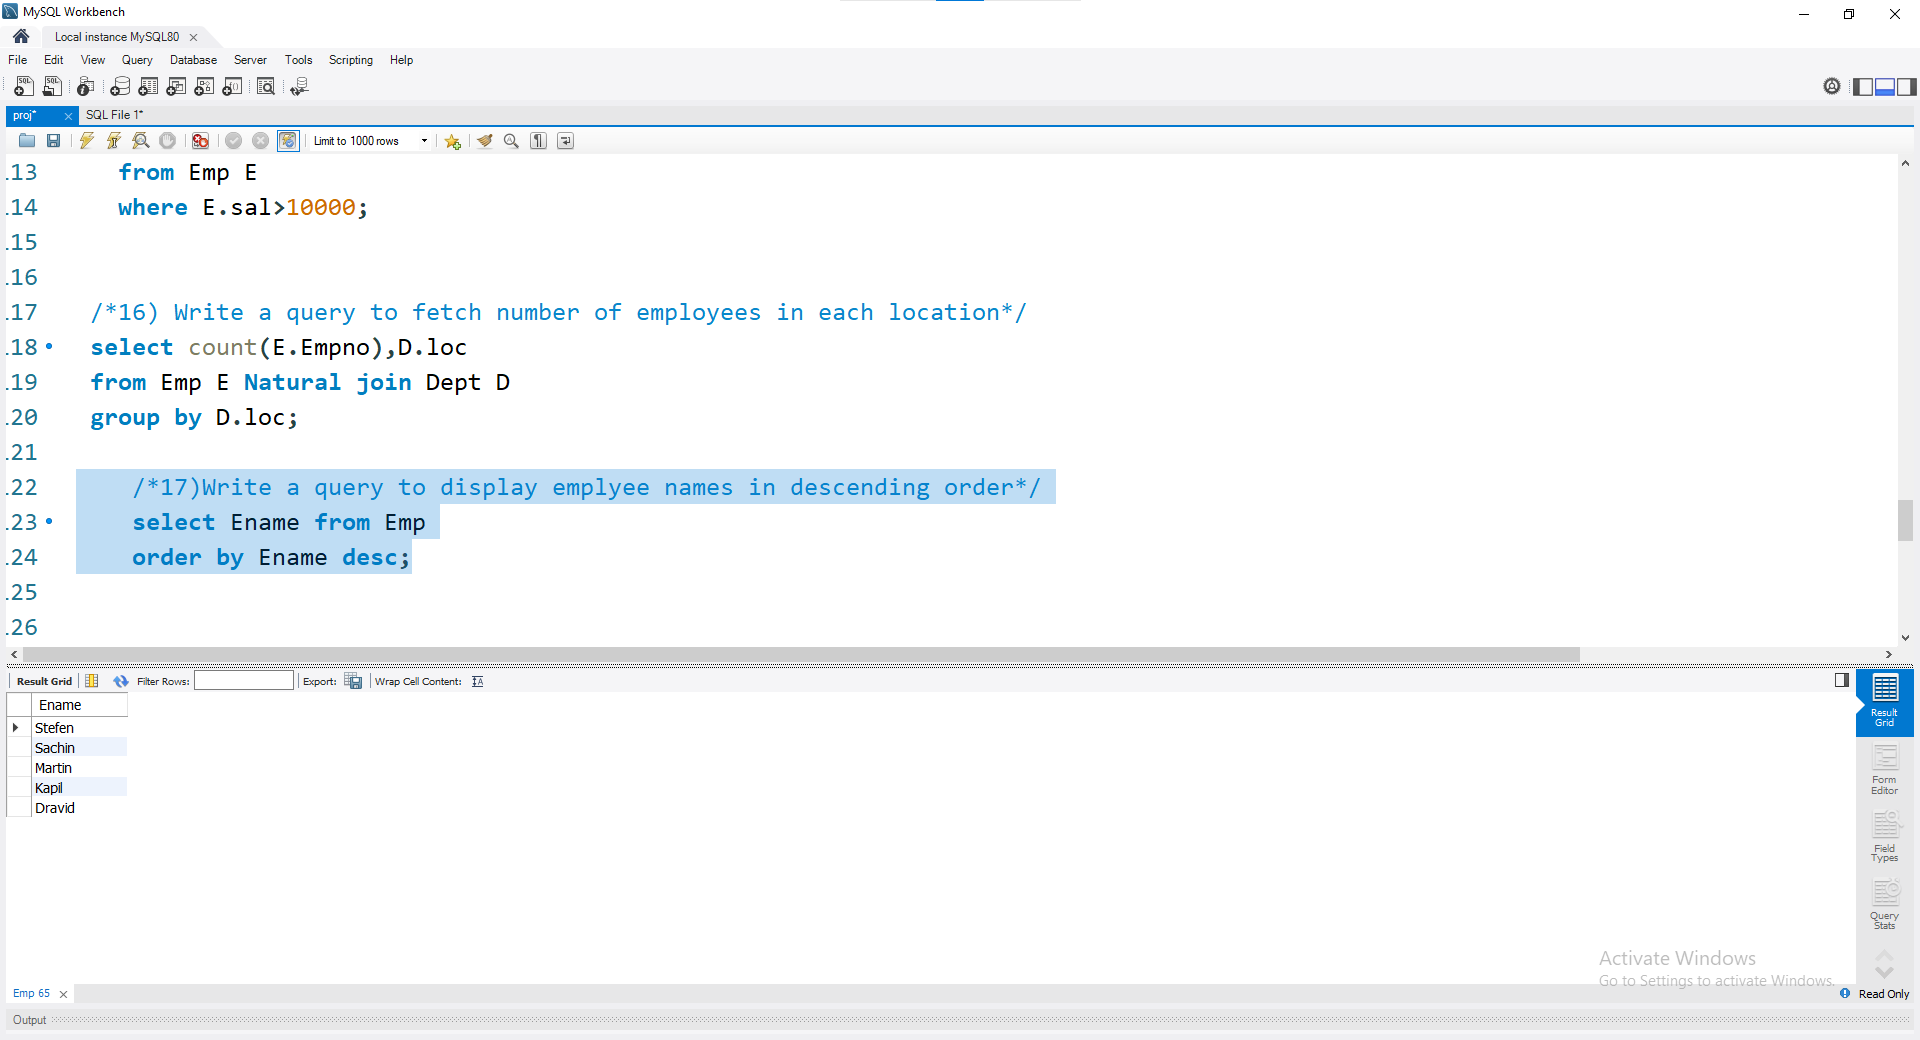 MySQL Workbench
Local instance MySQL80
File Edit View Query Database Server Tools Scripting Help
proj* SQL File 1*
Limit to 1000 rows
.13 from Emp E
.14 where E.sal>10000;
.15
.16
.17 /*16) Write a query to fetch number of employees in each location*/
.18 select count(E.Empno),D.loc
.19 from Emp E Natural join Dept D
.20 group by D.loc;
.21
.22 /*17)Write a query to display emplyee names in descending order*/
.23 select Ename from Emp
.24 order by Ename desc;
.25
.26
Result Grid Filter Rows: Export: Wrap Cell Content:
Ename
Stefen
Sachin
Martin
Kapil
Dravid
Result
Grid
Form
Editor
Field
Types
Query
Stats
Activate Windows
Go to Settings to activate Windows.
Emp 65 Read Only
Output